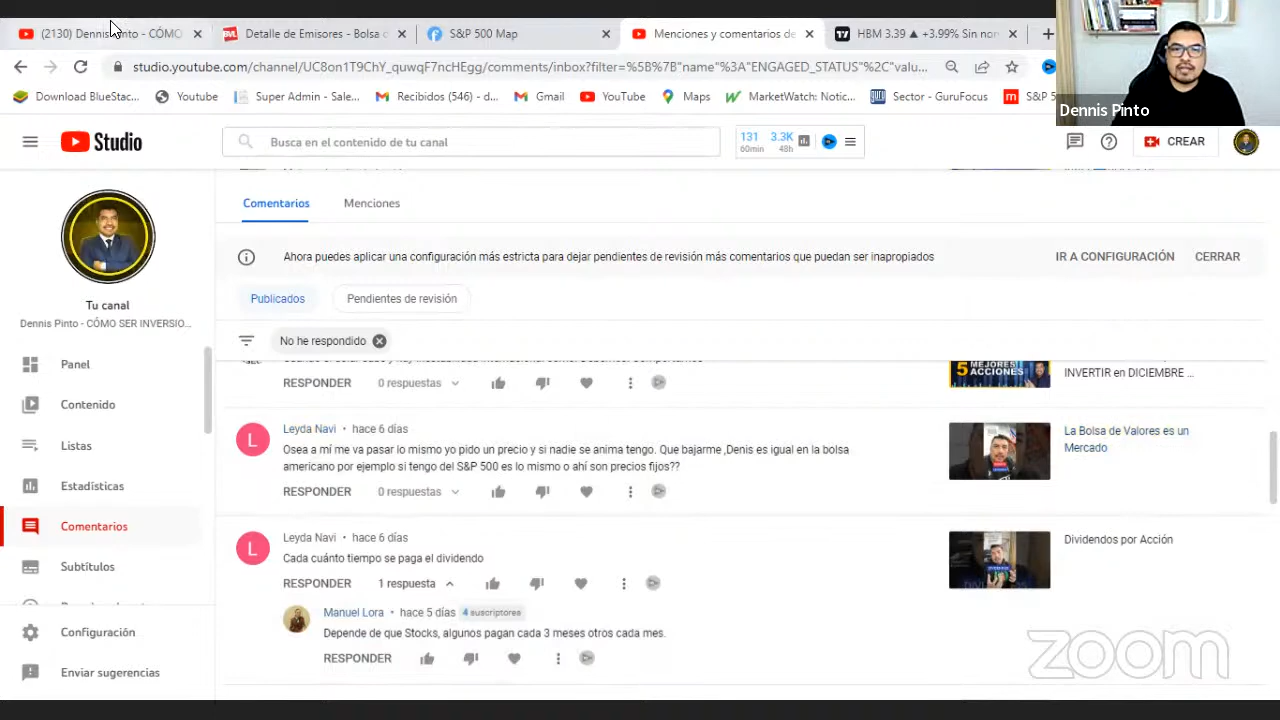 (2130) Dennis Pinto - CÓMO
Detalle de Emisores - Bolsa d
S&P 500 Map
Menciones y comentarios de
HBM 3.39 ▲ +3.99% Sin nom
studio.youtube.com/channel/UC8on1T9ChY_quwqF7ncH
omments/inbox?filter=%5B%7B"name"%3A"ENGAGED_STATUS"%2C"valu...
Download BlueStac...
Youtube
Super Admin - Sale...
Recibidos (546) - d...
Gmail
YouTube
Maps
MarketWatch: Notic...
Sector - GuruFocus
S&P 5
Dennis Pinto
Studio
Busca en el contenido de tu canal
131 3.3K
60min 48h
CREAR
Tu canal
Dennis Pinto - CÓMO SER INVERSIO...
Panel
Contenido
Listas
Estadísticas
Comentarios
Subtítulos
Configuración
Enviar sugerencias
Comentarios Menciones
Ahora puedes aplicar una configuración más estricta para dejar pendientes de revisión más comentarios que puedan ser inapropiados
IR A CONFIGURACIÓN CERRAR
Publicados Pendientes de revisión
No he respondido
RESPONDER 0 respuestas
5 MEJORES
ACCIONES
INVERTIR en DICIEMBRE ...
Leyda Navi • hace 6 días
Osea a mí me va pasar lo mismo yo pido un precio y si nadie se anima tengo. Que bajarme ,Denis es igual en la bolsa
americano por ejemplo si tengo del S&P 500 es lo mismo o ahí son precios fijos??
RESPONDER 0 respuestas
La Bolsa de Valores es un
Mercado
Leyda Navi • hace 6 días
Cada cuánto tiempo se paga el dividendo
RESPONDER 1 respuesta
Dividendos por Acción
Manuel Lora • hace 5 días 4 suscriptores
Depende de que Stocks, algunos pagan cada 3 meses otros cada mes.
RESPONDER
zoom